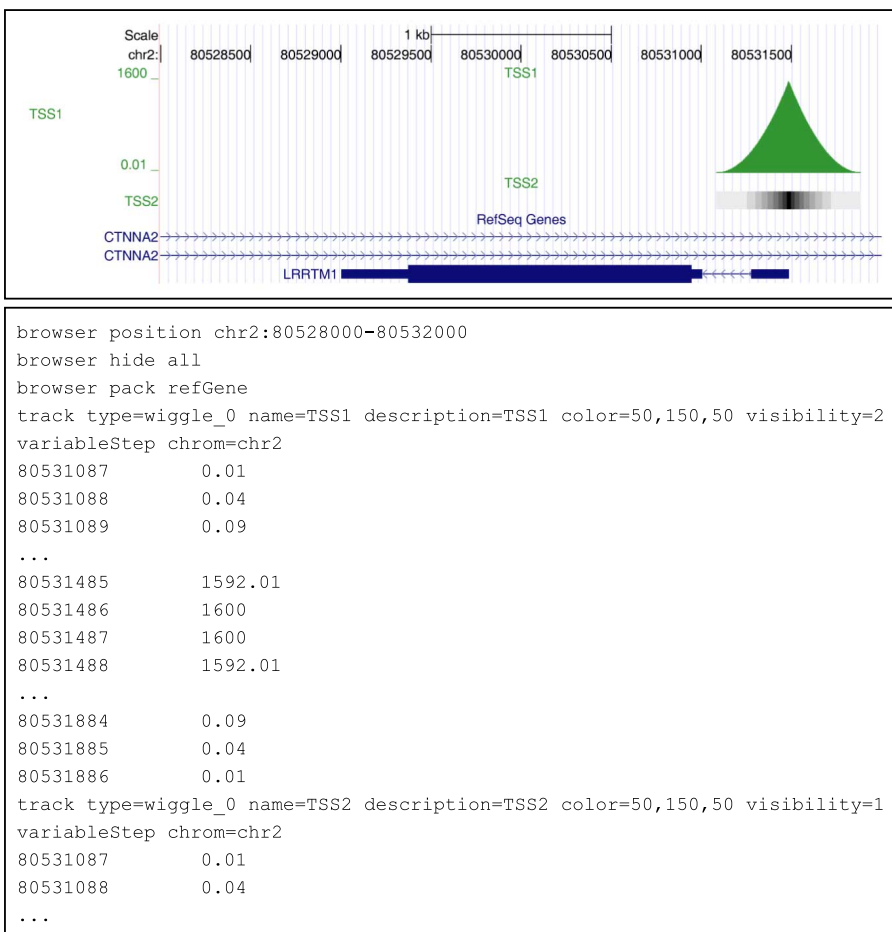 Scale 1 kb
chr2: 80528500 80529000 80529500 80530000 80530500 80531000 80531500
TSS1
1600 _
TSS1
0.01 _
TSS2
TSS2
RefSeq Genes
CTNNA2
CTNNA2
LRRTM1
browser position chr2:80528000-80532000
browser hide all
browser pack refGene
track type=wiggle_0 name=TSS1 description=TSS1 color=50,150,50 visibility=2
variableStep chrom=chr2
80531087 0.01
80531088 0.04
80531089 0.09
...
80531485 1592.01
80531486 1600
80531487 1600
80531488 1592.01
...
80531884 0.09
80531885 0.04
80531886 0.01
track type=wiggle_0 name=TSS2 description=TSS2 color=50,150,50 visibility=1
variableStep chrom=chr2
80531087 0.01
80531088 0.04
...